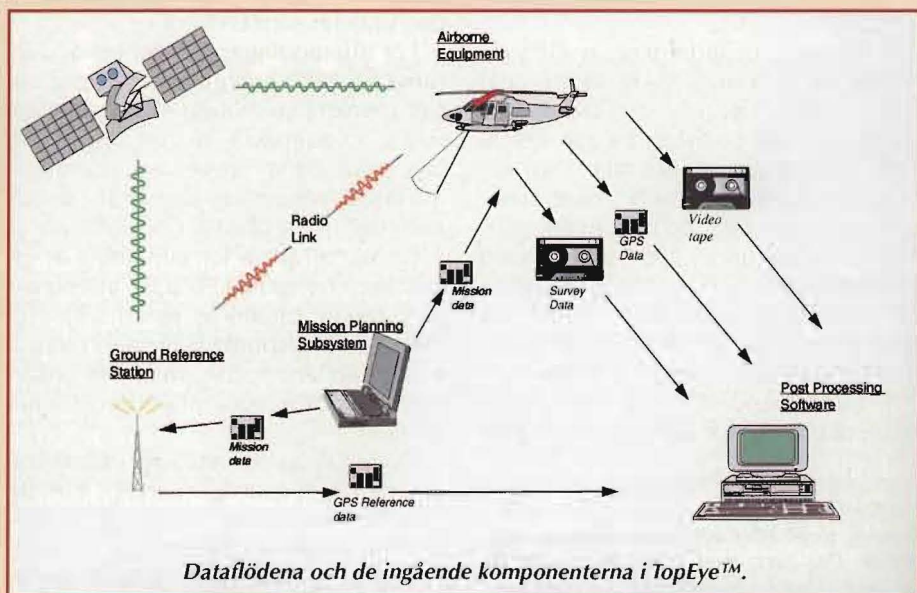 Airborne
Equipment
Radio
Link
Video
tape
GPS
Data
Survey
Data
Mission
data
Mission Planning
Subsystem
Ground Reference
Station
Mission
data
GPS Reference
data
Post Processing
Software
Dataflödena och de ingående komponenterna i TopEye™.